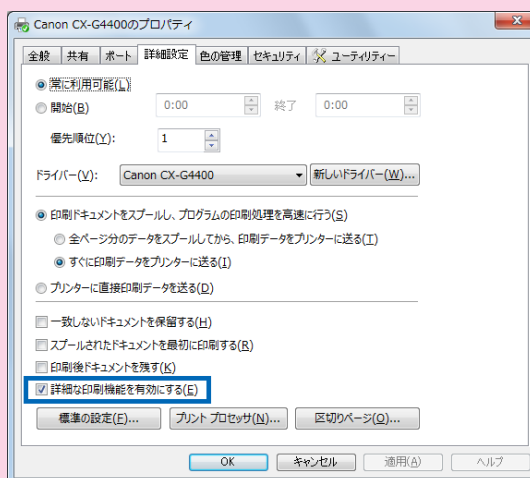 Canon CX-G4400のプロパティ
全般 共有 ポート 詳細設定 色の管理 セキュリティ ユーティリティー
常に利用可能(L)
開始(B) 0:00 終了 0:00
優先順位(Y): 1
ドライバー(V): Canon CX-G4400 新しいドライバー(W)...
印刷ドキュメントをスプールし、プログラムの印刷処理を高速に行う(S)
全ページ分のデータをスプールしてから、印刷データをプリンターに送る(T)
すぐに印刷データをプリンターに送る(I)
プリンターに直接印刷データを送る(D)
一致しないドキュメントを保留する(H)
スプールされたドキュメントを最初に印刷する(R)
印刷後ドキュメントを残す(K)
詳細な印刷機能を有効にする(E)
標準の設定(F)... プリント プロセッサ(N)... 区切りページ(O)...
OK キャンセル 適用(A) ヘルプ